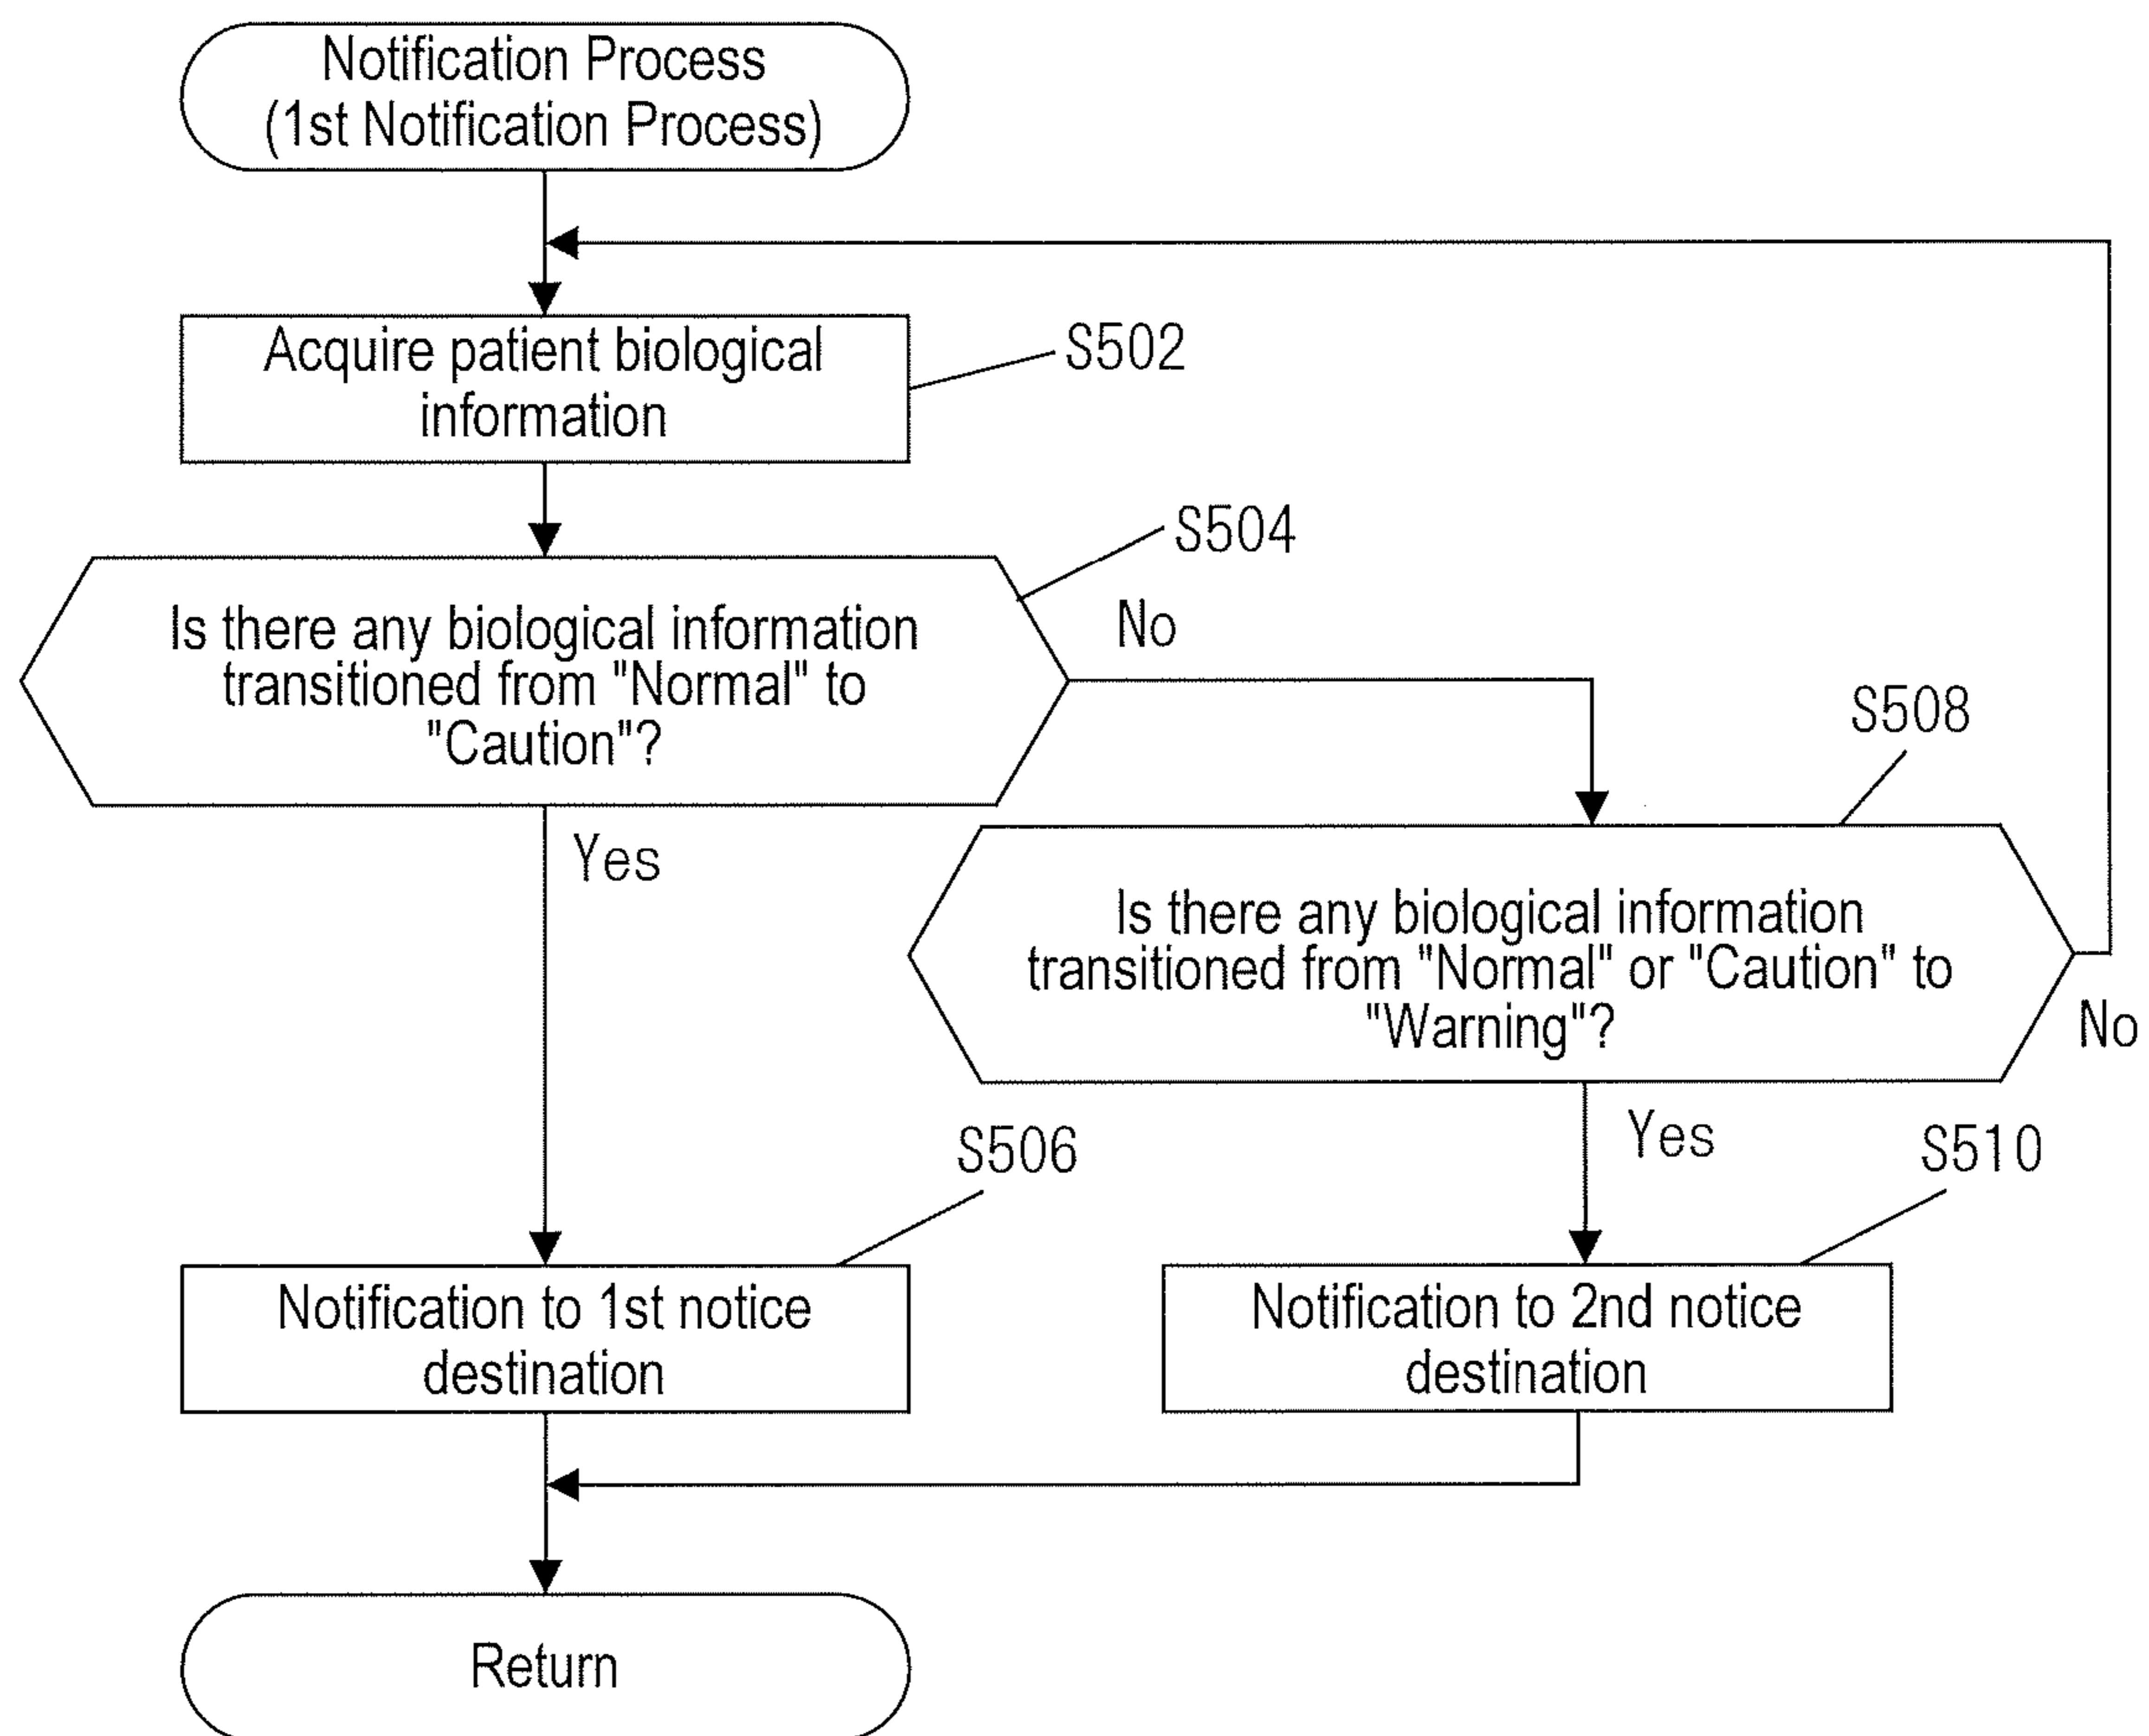 Notification Process
(1st Notification Process)
Acquire patient biological
information
S502
S504
Is there any biological information
transitioned from "Normal" to
"Caution"?
No
Yes
S508
Is there any biological information
transitioned from "Normal" or "Caution" to
"Warning"?
No
Yes
S506
Notification to 1st notice
destination
S510
Notification to 2nd notice
destination
Return